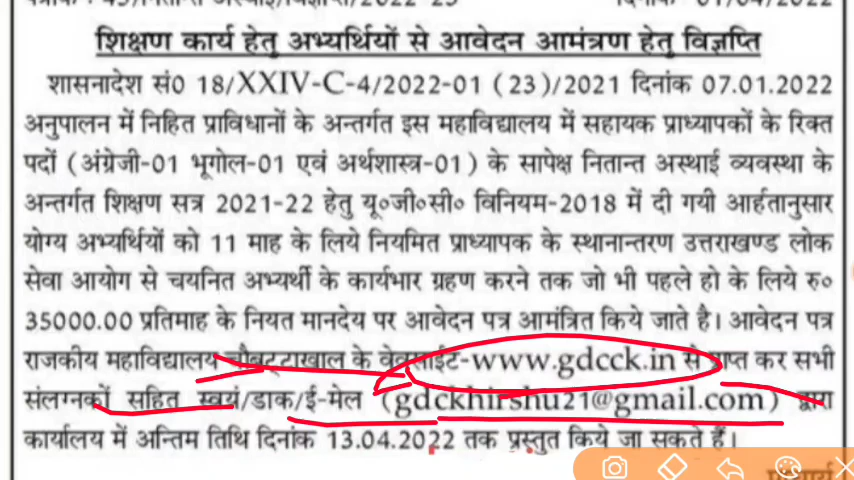 शिक्षण कार्य हेतु अभ्यर्थियों से आवेदन आमंत्रण हेतु विज्ञप्ति
शासनादेश सं0 18/XXIV-C-4/2022-01 (23)/2021 दिनांक 07.01.2022
अनुपालन में निहित प्राविधानों के अन्तर्गत इस महाविद्यालय में सहायक प्राध्यापकों के रिक्त
पदों (अंग्रेजी-01 भूगोल-01 एवं अर्थशास्त्र-01) के सापेक्ष नितान्त अस्थाई व्यवस्था के
अन्तर्गत शिक्षण सत्र 2021-22 हेतु यू०जी०सी० विनियम-2018 में दी गयी आर्हतानुसार
योग्य अभ्यर्थियों को 11 माह के लिये नियमित प्राध्यापक के स्थानान्तरण उत्तराखण्ड लोक
सेवा आयोग से चयनित अभ्यर्थी के कार्यभार ग्रहण करने तक जो भी पहले हो के लिये रु०
35000.00 प्रतिमाह के नियत मानदेय पर आवेदन पत्र आमंत्रित किये जाते है। आवेदन पत्र
राजकीय महाविद्यालय चौबट्टाखाल के वेवसाईट-www.gdcck.in से प्राप्त कर सभी
संलग्नकों सहित स्वयं/डाक/ई-मेल (gdckhirshu21@gmail.com) द्वारा
कार्यालय में अन्तिम तिथि दिनांक 13.04.2022 तक प्रस्तुत किये जा सकते हैं।